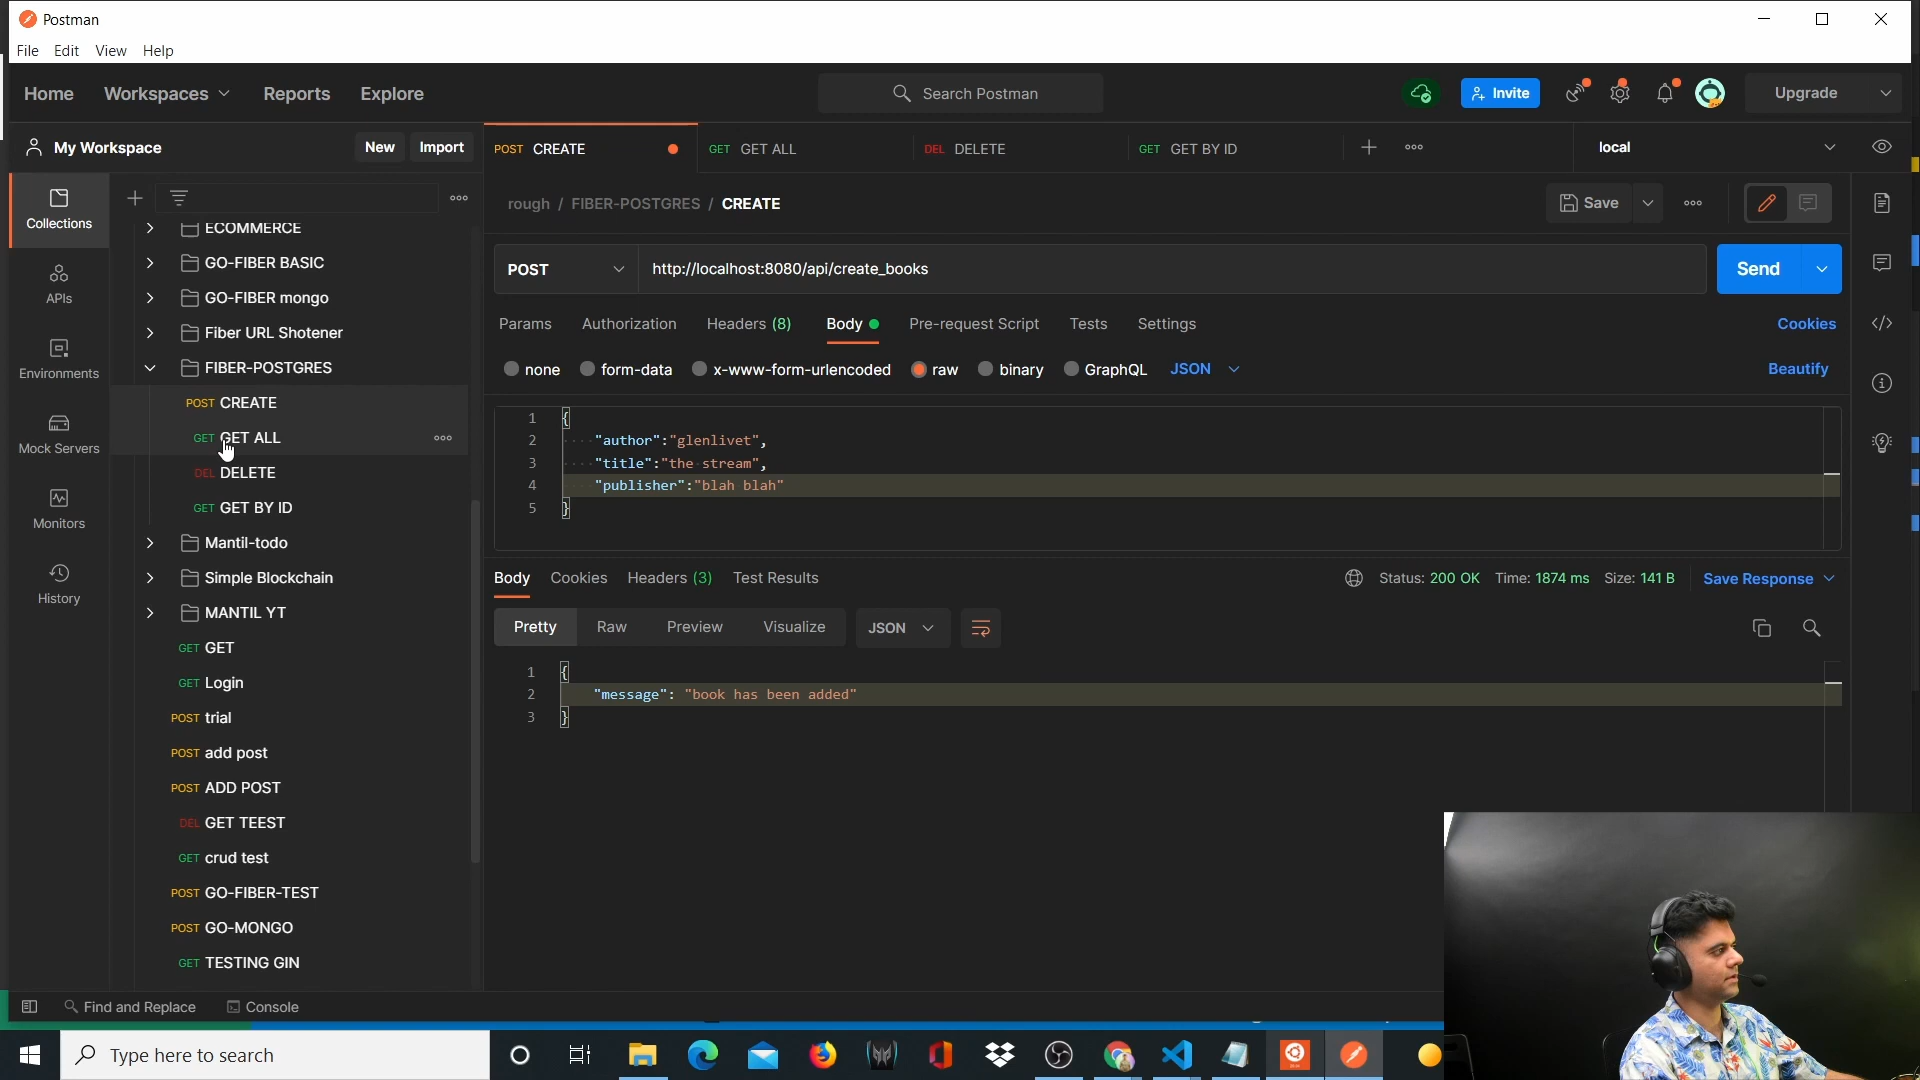 Postman
File Edit View Help
Home Workspaces Reports Explore Search Postman Invite Upgrade
My Workspace New Import
POST CREATE GET GET ALL DEL DELETE GET GET BY ID local
rough / FIBER-POSTGRES / CREATE Save
POST http://localhost:8080/api/create_books Send
Params Authorization Headers (8) Body Pre-request Script Tests Settings Cookies
none form-data x-www-form-urlencoded raw binary GraphQL JSON Beautify
1 {
2 ····"author":"glenlivet",
3 ····"title":"the·stream",
4 ····"publisher":"blah·blah"
5 }
Body Cookies Headers (3) Test Results Status: 200 OK Time: 1874 ms Size: 141 B Save Response
Pretty Raw Preview Visualize JSON
1 {
2 "message": "book has been added"
3 }
Collections
APIs
Environments
Mock Servers
Monitors
History
ECOMMERCE
GO-FIBER BASIC
GO-FIBER mongo
Fiber URL Shotener
FIBER-POSTGRES
POST CREATE
GET GET ALL
DEL DELETE
GET GET BY ID
Mantil-todo
Simple Blockchain
MANTIL YT
GET GET
GET Login
POST trial
POST add post
POST ADD POST
DEL GET TEEST
GET crud test
POST GO-FIBER-TEST
POST GO-MONGO
GET TESTING GIN
Find and Replace Console
Type here to search